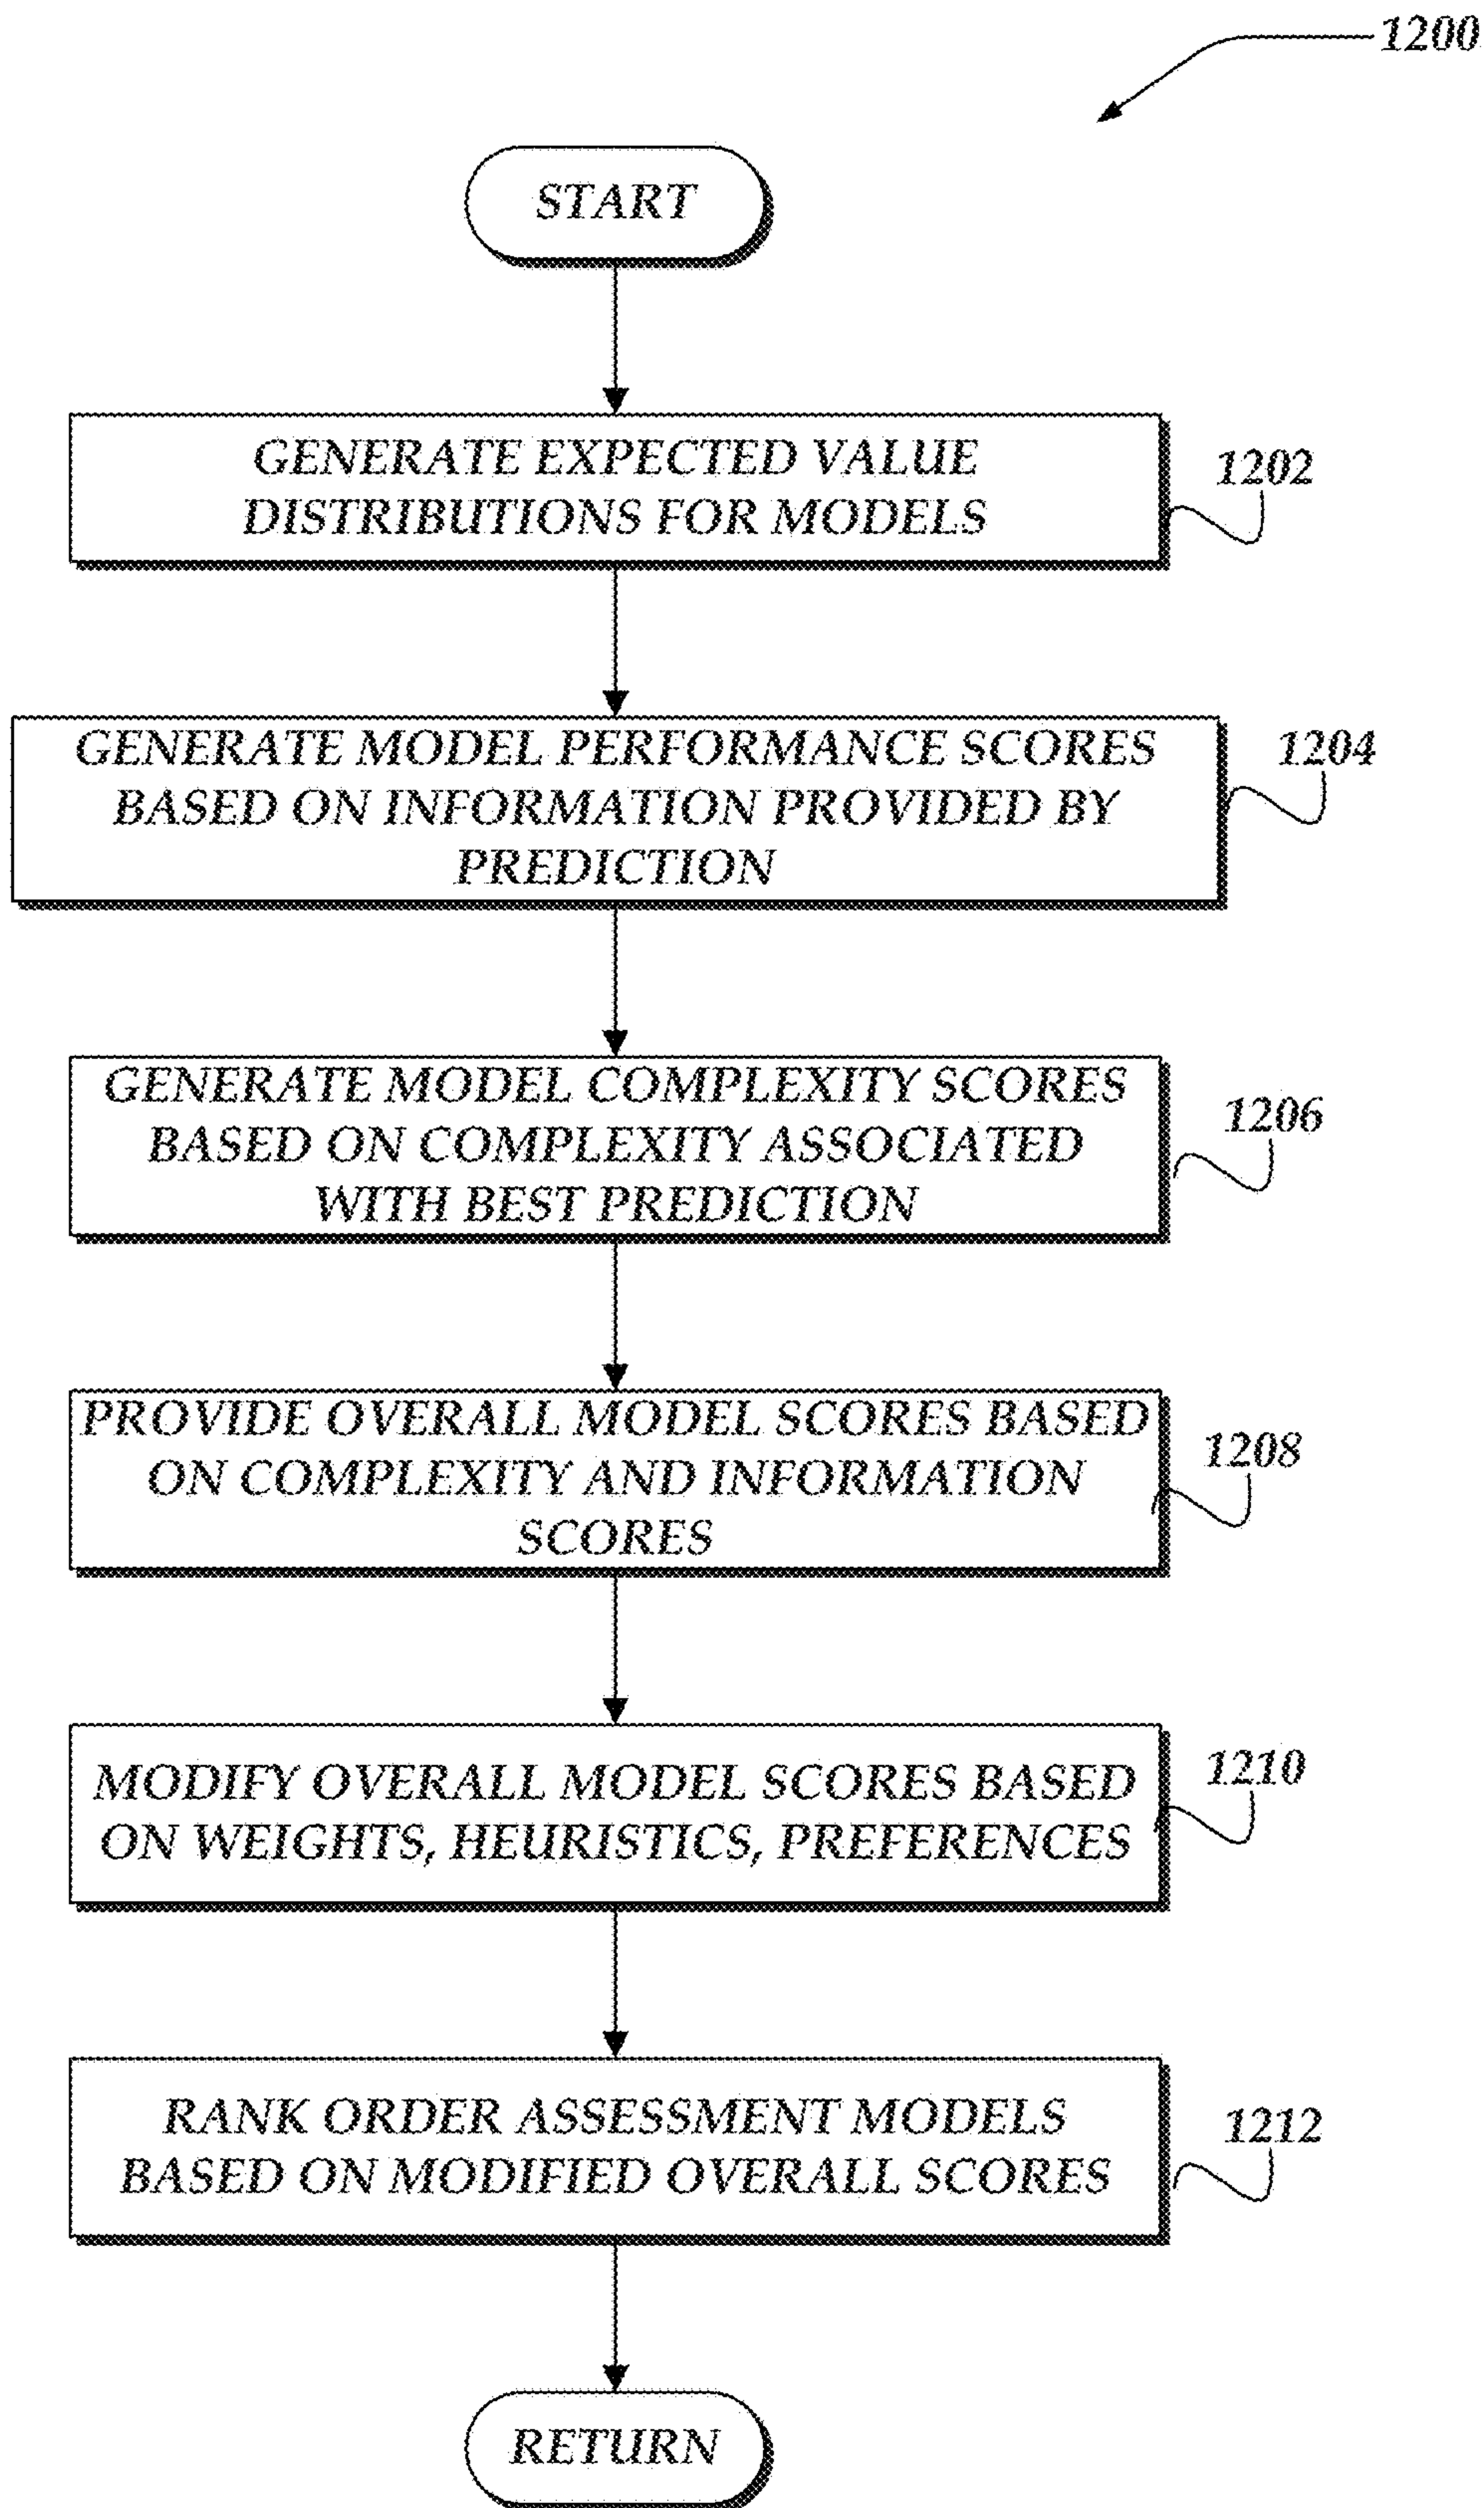 1200
START
GENERATE EXPECTED VALUE
DISTRIBUTIONS FOR MODELS
1202
GENERATE MODEL PERFORMANCE SCORES
BASED ON INFORMATION PROVIDED BY
PREDICTION
1204
GENERATE MODEL COMPLEXITY SCORES
BASED ON COMPLEXITY ASSOCIATED
WITH BEST PREDICTION
1206
PROVIDE OVERALL MODEL SCORES BASED
ON COMPLEXITY AND INFORMATION
SCORES
1208
MODIFY OVERALL MODEL SCORES BASED
ON WEIGHTS, HEURISTICS, PREFERENCES
1210
RANK ORDER ASSESSMENT MODELS
BASED ON MODIFIED OVERALL SCORES
1212
RETURN